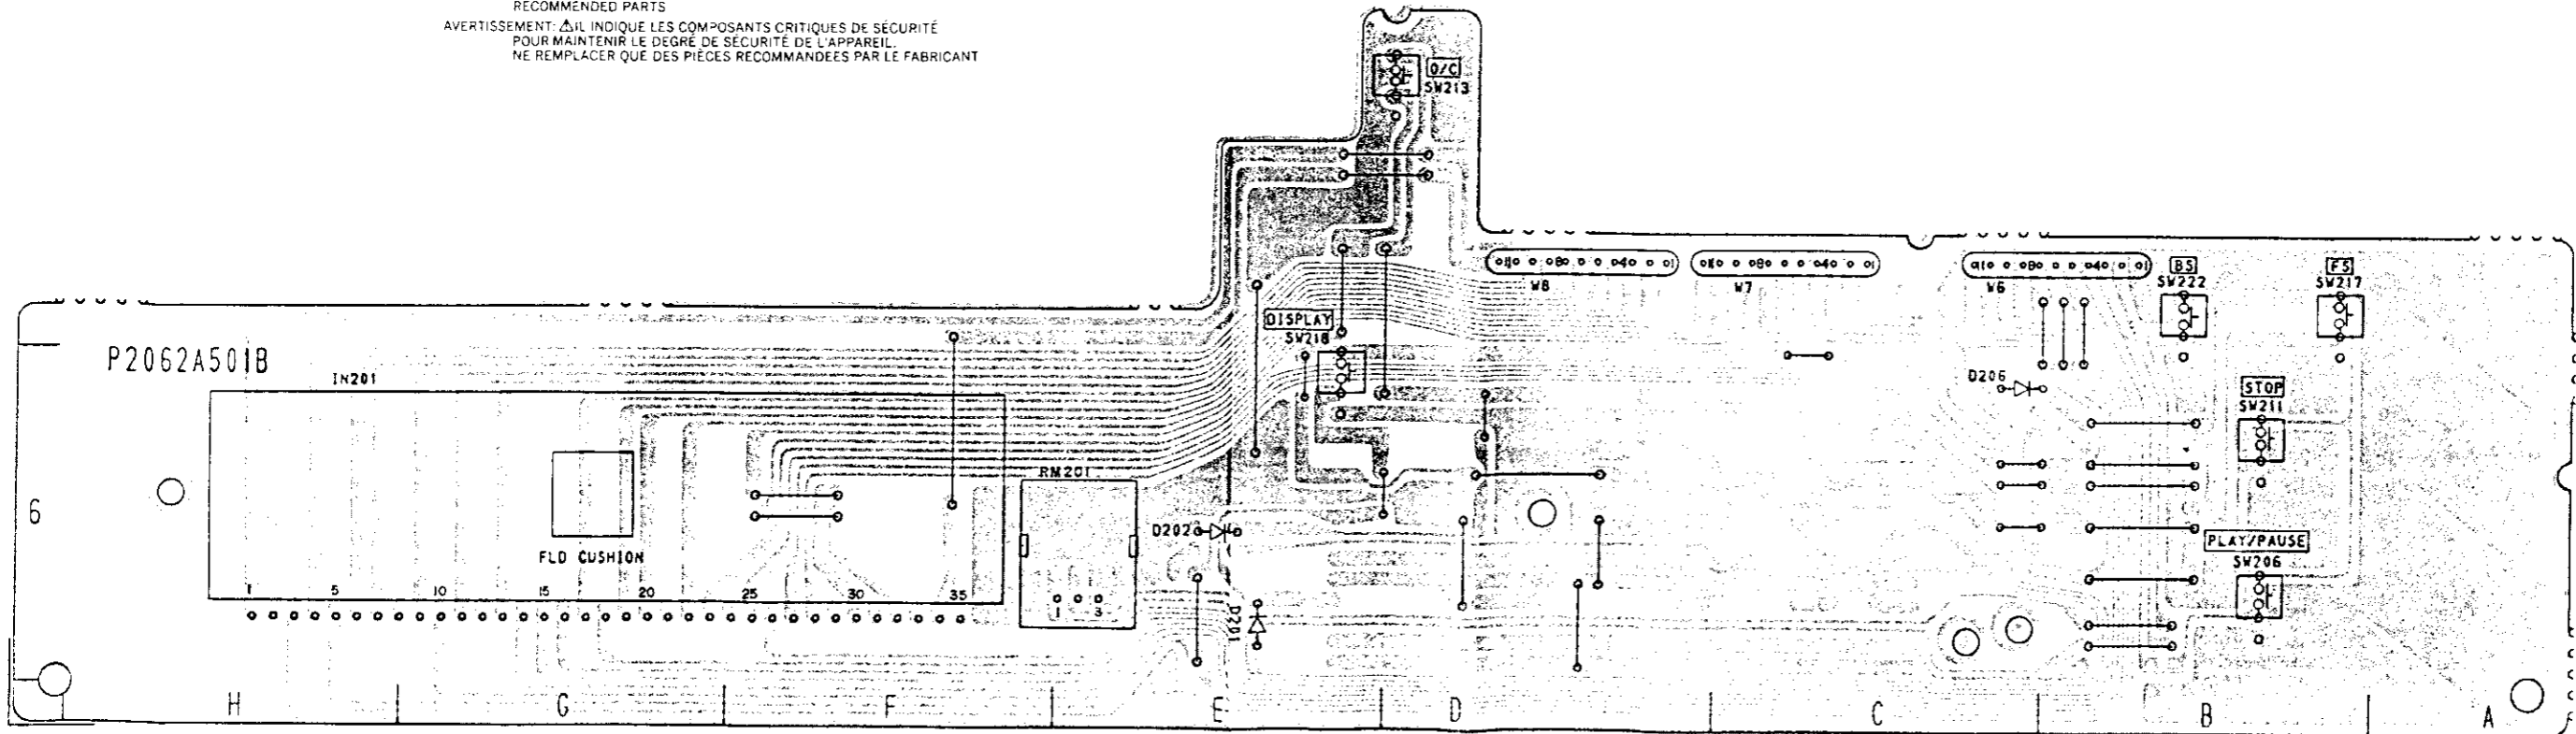 RECOMMENDED PARTS
AVERTISSEMENT: ⚠IL INDIQUE LES COMPOSANTS CRITIQUES DE SÉCURITÉ
POUR MAINTENIR LE DEGRÉ DE SÉCURITÉ DE L'APPAREIL.
NE REMPLACER QUE DES PIÈCES RECOMMANDEES PAR LE FABRICANT
O/C
SW213
W8
W7
W6
BS
SW222
FS
SW217
DISPLAY
SW218
P2062A501B
IN201
D206
STOP
SW211
RM201
6
D202
FLD CUSHION
PLAY/PAUSE
SW206
1 5 10 15 20 25 30 35
1 3
D201
H G F E D C B A